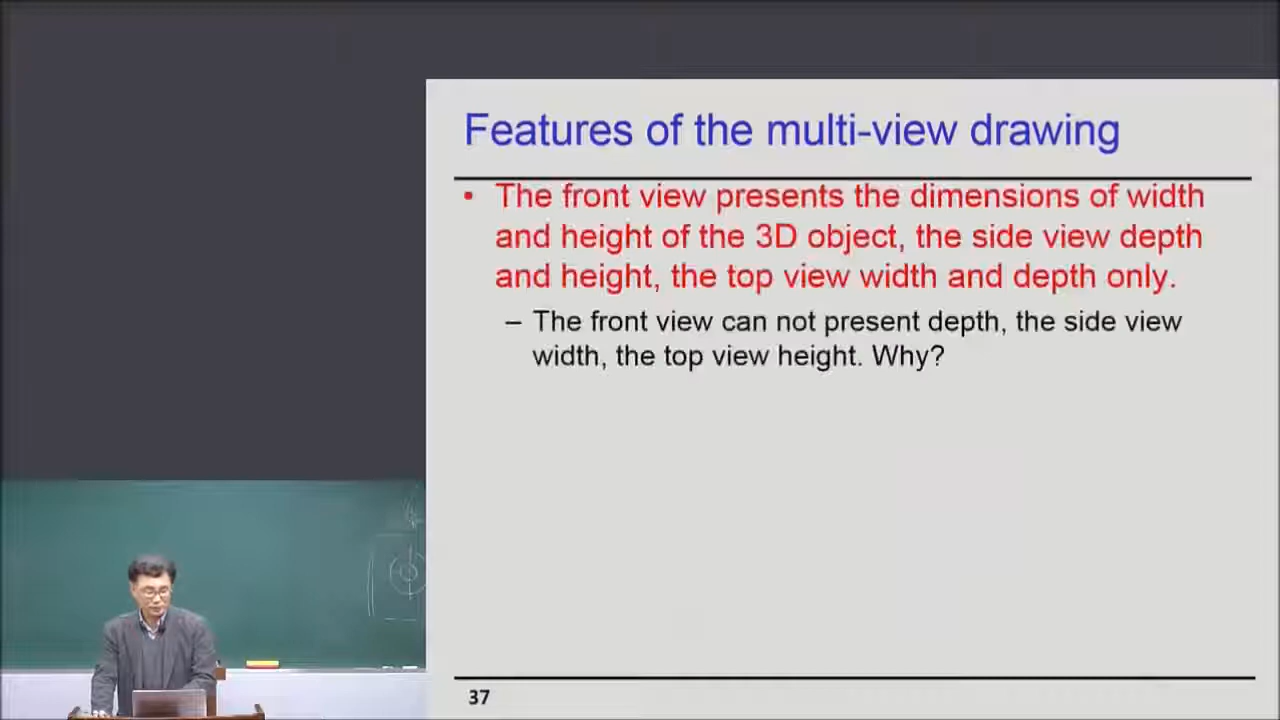 Features of the multi-view drawing
• The front view presents the dimensions of width
and height of the 3D object, the side view depth
and height, the top view width and depth only.
– The front view can not present depth, the side view
width, the top view height. Why?
37